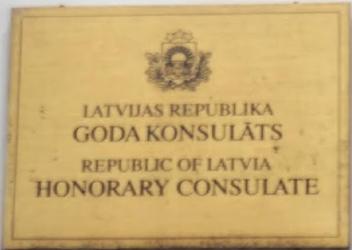 LATVIJAS REPUBLIKA
GODA KONSULĀTS
REPUBLIC OF LATVIA
HONORARY CONSULATE